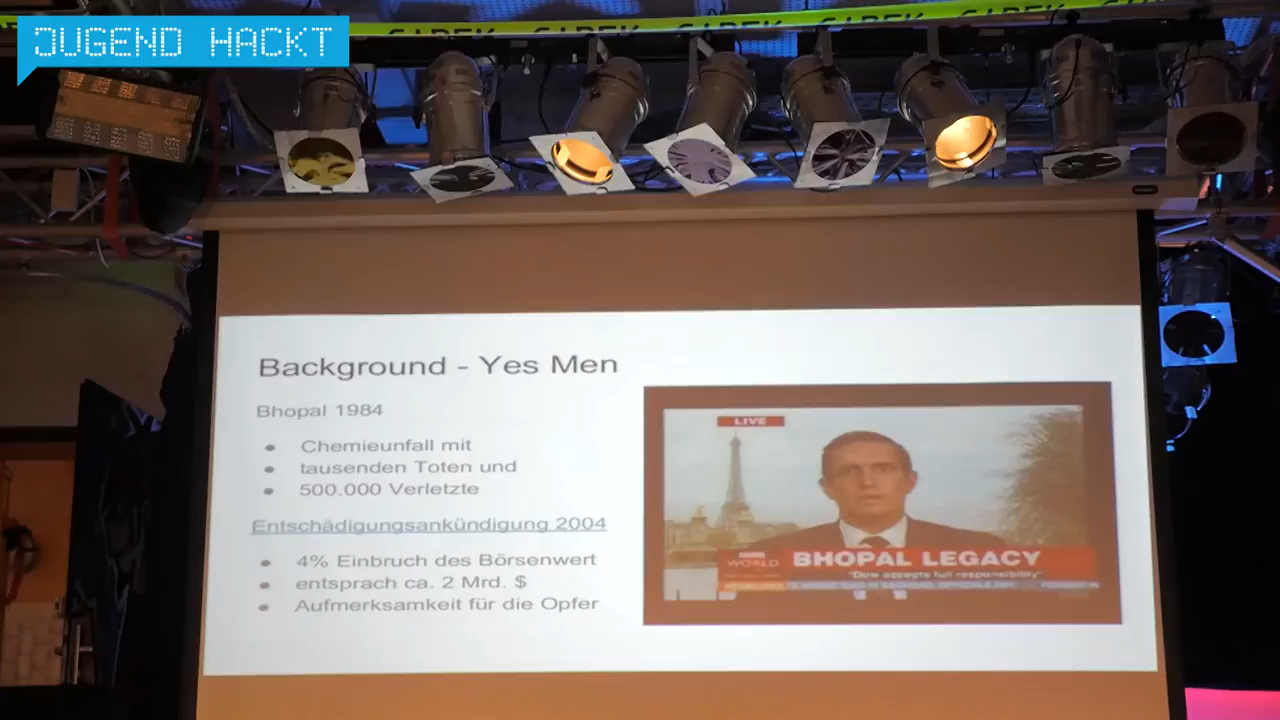 JUGEND HACKT
Background - Yes Men
Bhopal 1984
Chemieunfall mit
tausenden Toten und
500.000 Verletzte
Entschädigungsankündigung 2004
4% Einbruch des Börsenwert
entsprach ca. 2 Mrd. $
Aufmerksamkeit für die Opfer
LIVE
WORLD
BHOPAL LEGACY
"Dow accepts full responsibility"